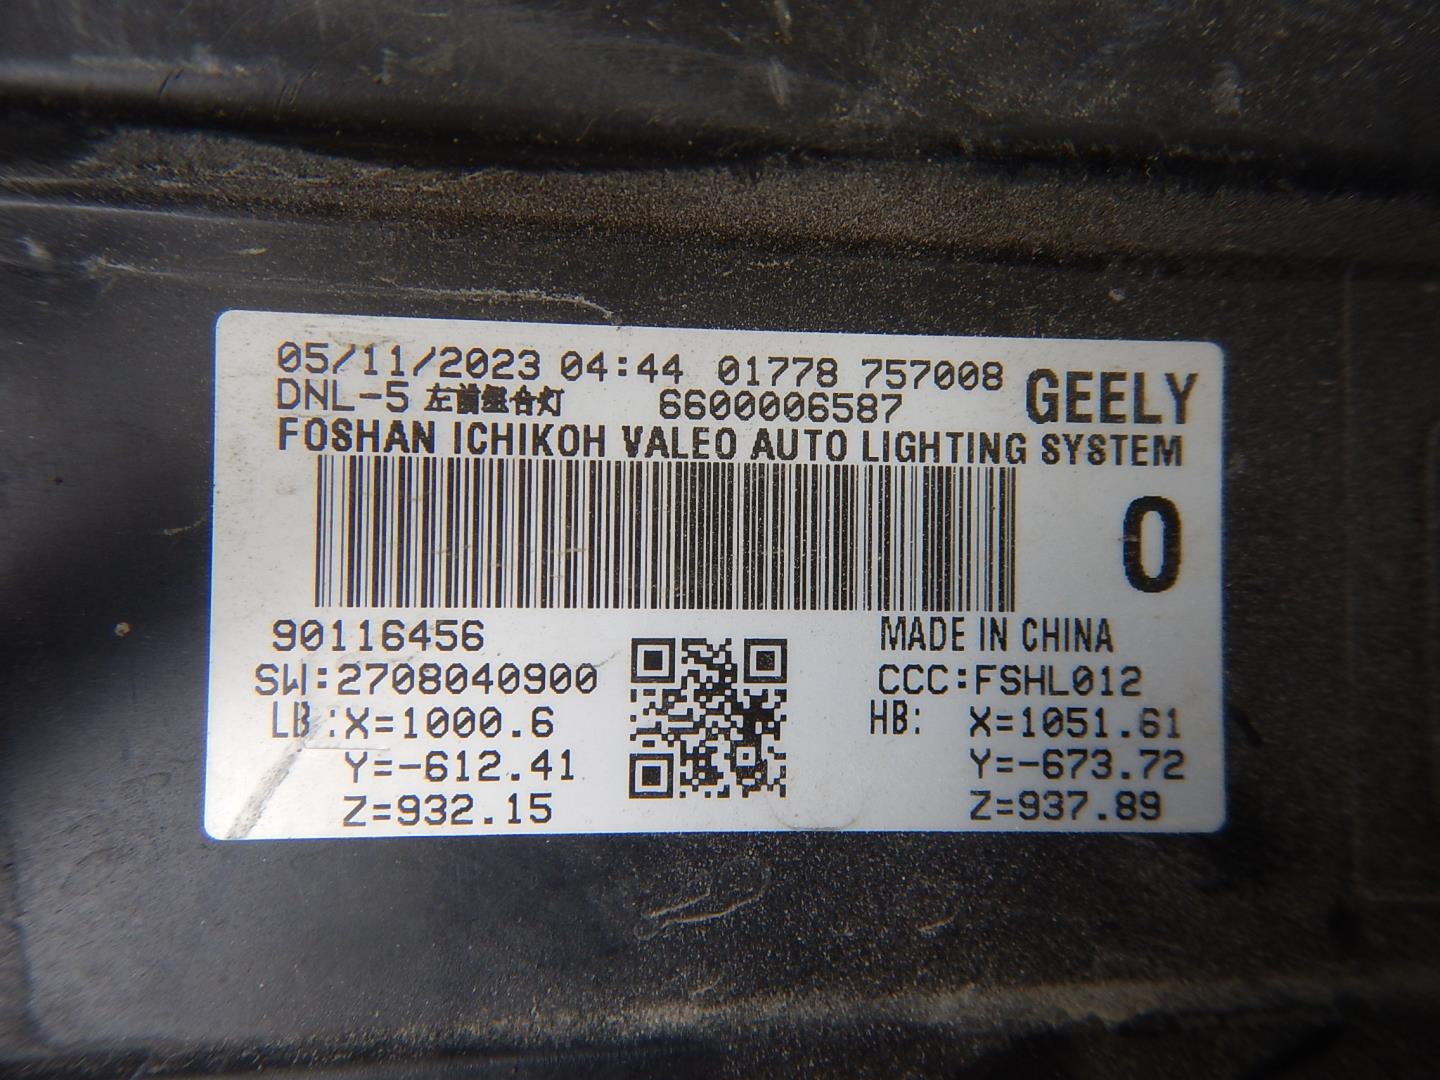 05/11/2023 04:44 01778 757008
DNL-5 左前组合灯 6600006587 GEELY
FOSHAN ICHIKOH VALEO AUTO LIGHTING SYSTEM
0
90116456 MADE IN CHINA
SW:2708040900 CCC:FSHL012
LB:X=1000.6 HB: X=1051.61
Y=-612.41 Y=-673.72
Z=932.15 Z=937.89